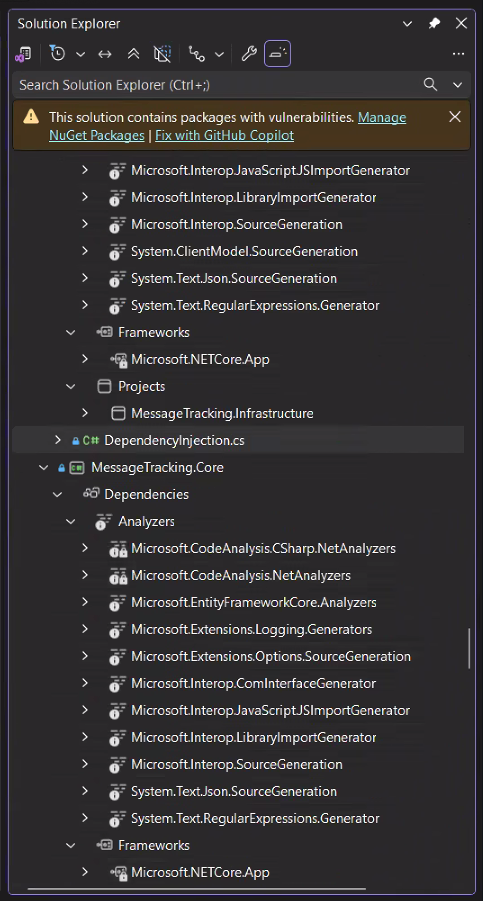 Solution Explorer
Search Solution Explorer (Ctrl+;)
This solution contains packages with vulnerabilities. Manage
NuGet Packages | Fix with GitHub Copilot
Microsoft.Interop.JavaScript.JSImportGenerator
Microsoft.Interop.LibraryImportGenerator
Microsoft.Interop.SourceGeneration
System.ClientModel.SourceGeneration
System.Text.Json.SourceGeneration
System.Text.RegularExpressions.Generator
Frameworks
Microsoft.NETCore.App
Projects
MessageTracking.Infrastructure
C# DependencyInjection.cs
C# MessageTracking.Core
Dependencies
Analyzers
Microsoft.CodeAnalysis.CSharp.NetAnalyzers
Microsoft.CodeAnalysis.NetAnalyzers
Microsoft.EntityFrameworkCore.Analyzers
Microsoft.Extensions.Logging.Generators
Microsoft.Extensions.Options.SourceGeneration
Microsoft.Interop.ComInterfaceGenerator
Microsoft.Interop.JavaScript.JSImportGenerator
Microsoft.Interop.LibraryImportGenerator
Microsoft.Interop.SourceGeneration
System.Text.Json.SourceGeneration
System.Text.RegularExpressions.Generator
Frameworks
Microsoft.NETCore.App